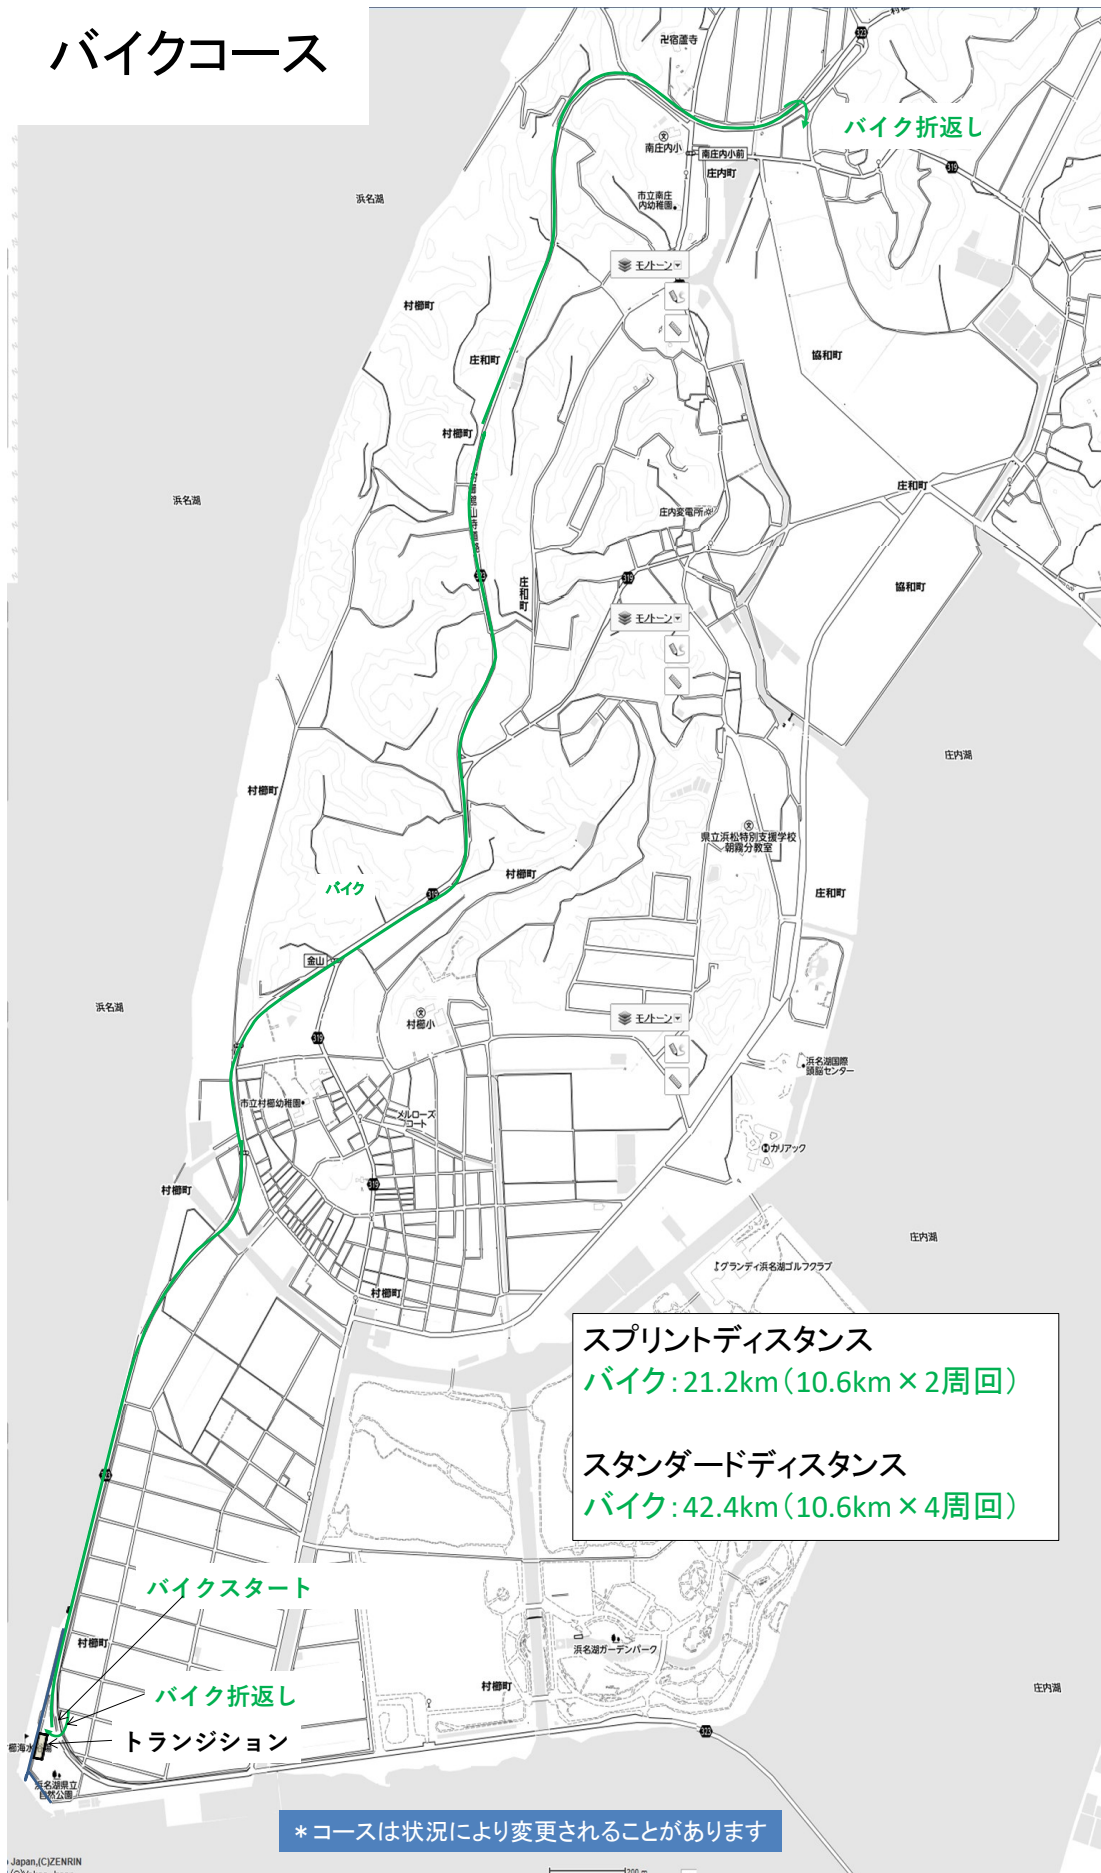 バイクコース
卍宿蘆寺
323
バイク折返し
南庄内小
南庄内小前
319
庄内町
市立南庄
内幼稚園
浜名湖
モノトーン
村櫛町
庄和町
協和町
村櫛町
庄和町
浜名湖
庄内変電所
323
319
庄和町
協和町
モノトーン
庄内湖
村櫛町
県立浜松特別支援学校
朝霧分教室
村櫛町
バイク
319
庄和町
金山
浜名湖
村櫛小
モノトーン
319
浜名湖国際
頭脳センター
市立村櫛幼稚園
メルローズ
コート
カリアック
319
村櫛町
庄内湖
グランディ浜名湖ゴルフクラブ
村櫛町
スプリントディスタンス
バイク：21.2km（10.6km×2周回）
スタンダードディスタンス
バイク：42.4km（10.6km×4周回）
323
バイクスタート
村櫛町
浜名湖ガーデンパーク
村櫛町
庄内湖
バイク折返し
323
トランジション
浜名湖県立
自然公園
＊コースは状況により変更されることがあります
Japan,(C)ZENRIN
200 m